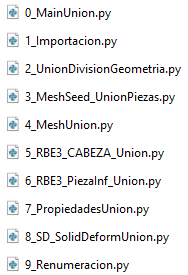 0_MainUnion.py
1_Importacion.py
2_UnionDivisionGeometria.py
3_MeshSeed_UnionPiezas.py
4_MeshUnion.py
5_RBE3_CABEZA_Union.py
6_RBE3_PiezaInf_Union.py
7_PropiedadesUnion.py
8_SD_SolidDeformUnion.py
9_Renumeracion.py